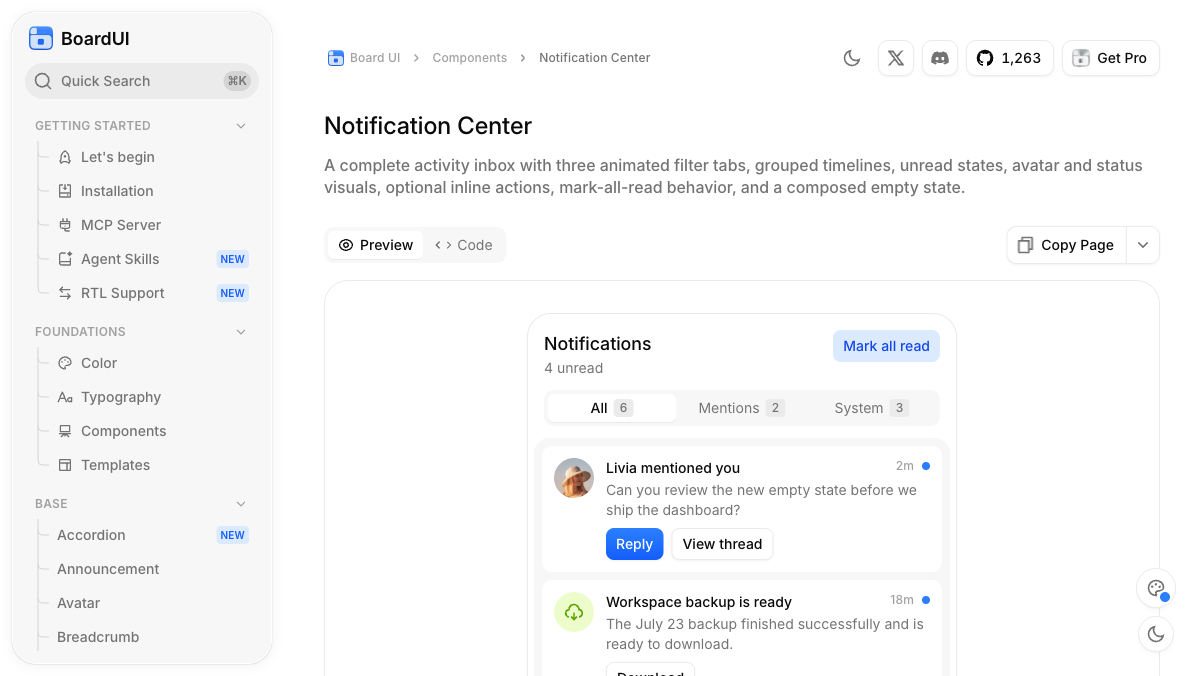 BoardUI
Quick Search
⌘K
GETTING STARTED
Let's begin
Installation
MCP Server
Agent Skills NEW
RTL Support NEW
FOUNDATIONS
Color
Typography
Components
Templates
BASE
Accordion NEW
Announcement
Avatar
Breadcrumb
Board UI > Components > Notification Center
1,263
Get Pro
Notification Center
A complete activity inbox with three animated filter tabs, grouped timelines, unread states, avatar and status
visuals, optional inline actions, mark-all-read behavior, and a composed empty state.
Preview
Code
Copy Page
Notifications
4 unread
Mark all read
All 6
Mentions 2
System 3
Livia mentioned you 2m
Can you review the new empty state before we
ship the dashboard?
Reply
View thread
Workspace backup is ready 18m
The July 23 backup finished successfully and is
ready to download.
Download